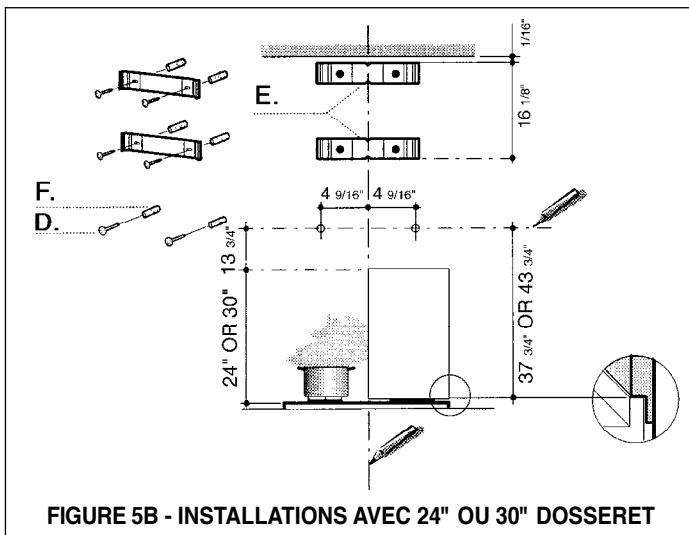 1/16"
E.
16 1/8"
4 9/16" 4 9/16"
F.
D.
13 3/4"
24" OR 30"
37 3/4" OR 43 3/4"
FIGURE 5B - INSTALLATIONS AVEC 24" OU 30" DOSSERET